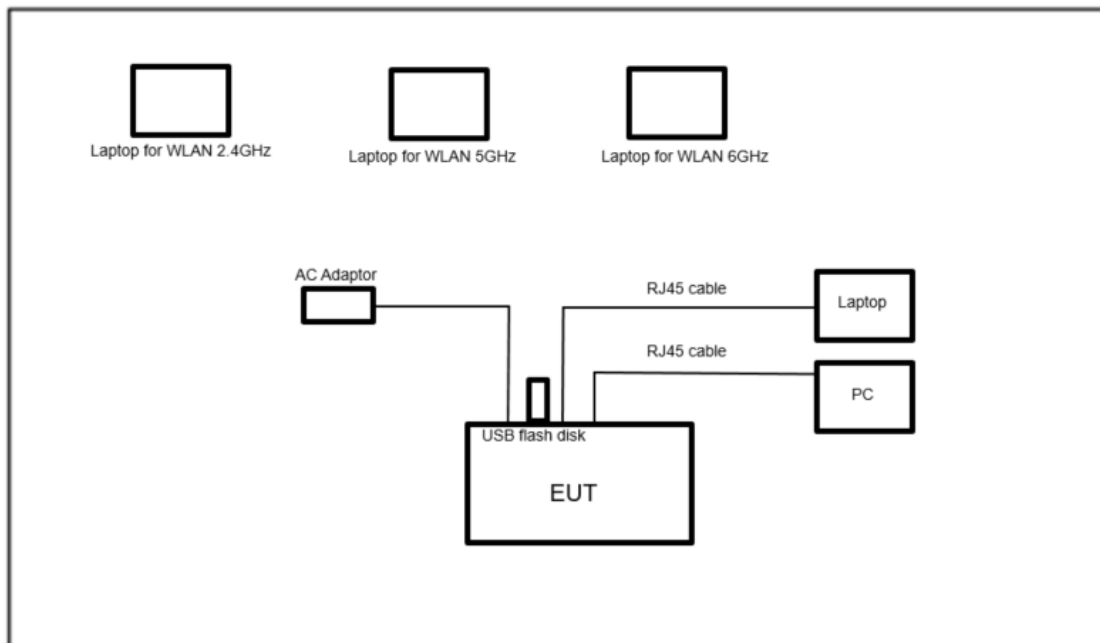 Laptop for WLAN 2.4GHz
Laptop for WLAN 5GHz
Laptop for WLAN 6GHz
AC Adaptor
RJ45 cable
Laptop
RJ45 cable
PC
USB flash disk
EUT